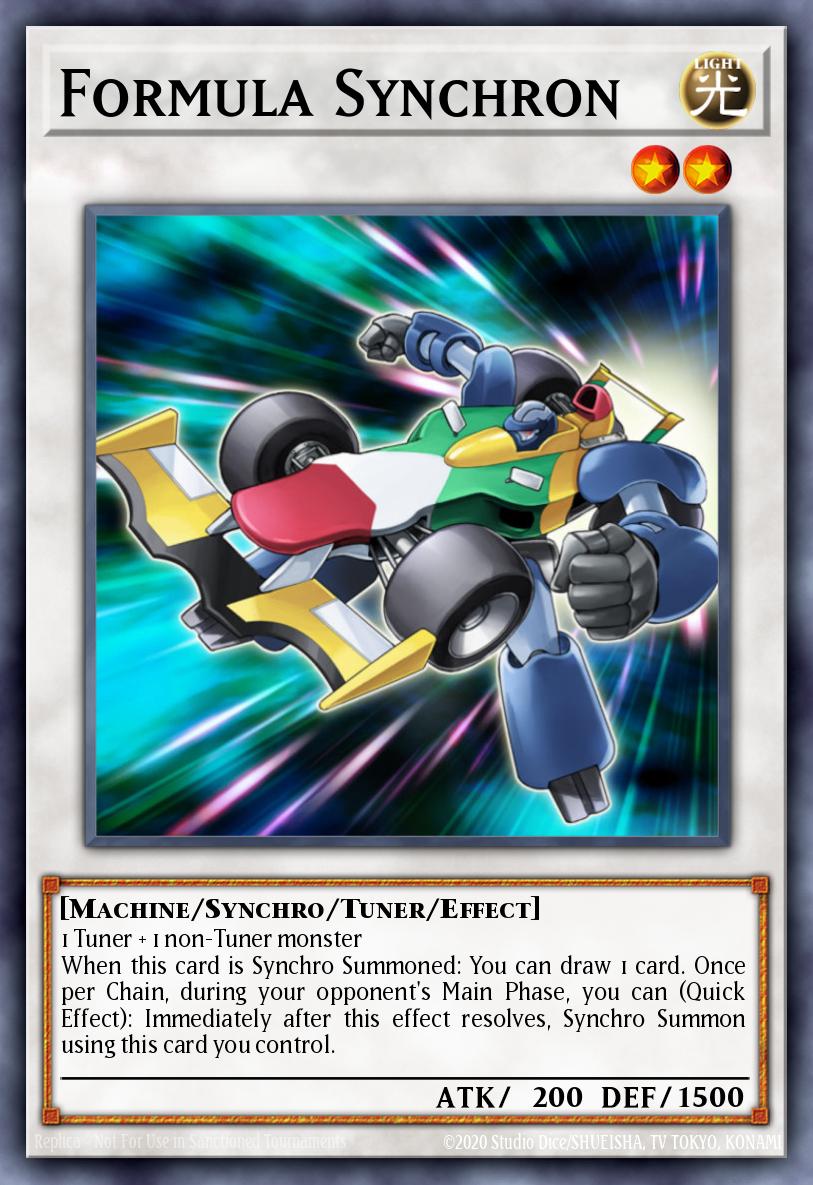 FORMULA SYNCHRON
LIGHT
光
[MACHINE/SYNCHRO/TUNER/EFFECT]
1 Tuner + 1 non-Tuner monster
When this card is Synchro Summoned: You can draw 1 card. Once
per Chain, during your opponent's Main Phase, you can (Quick
Effect): Immediately after this effect resolves, Synchro Summon
using this card you control.
ATK/ 200 DEF/1500
Replica - Not For Use in Sanctioned Tournaments
©2020 Studio Dice/SHUEISHA, TV TOKYO, KONAMI